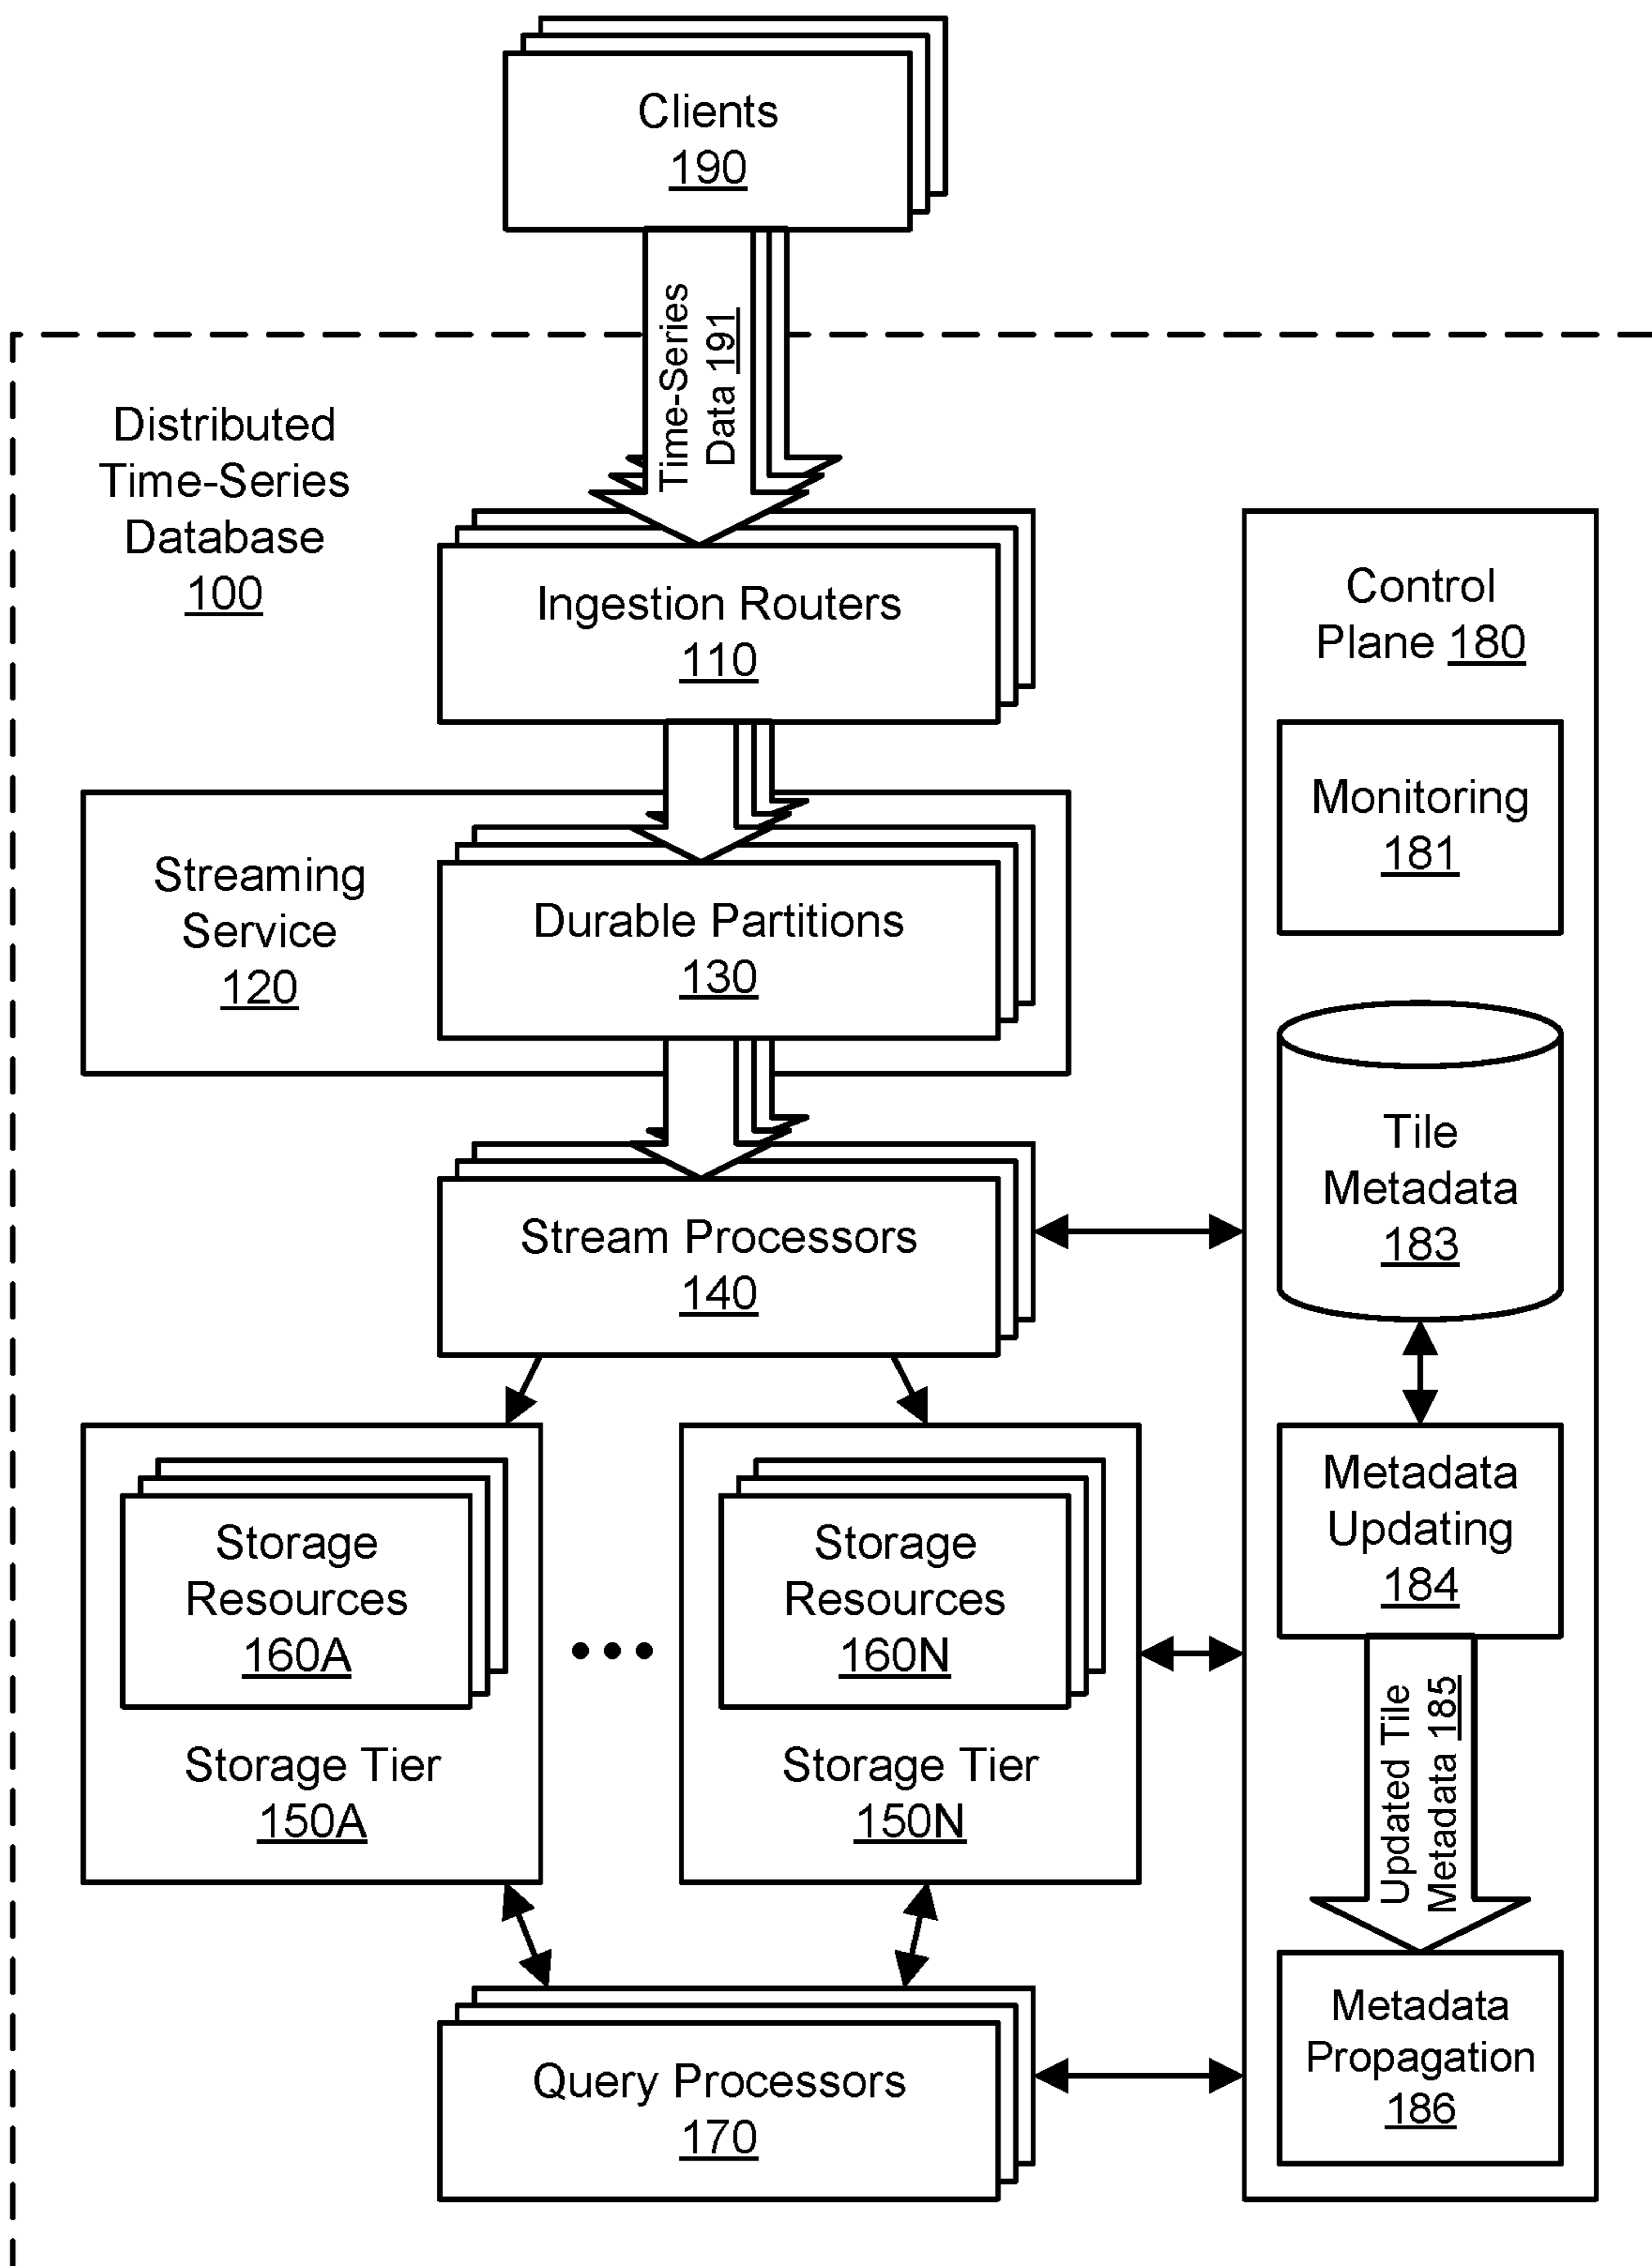 Clients
190
Time-Series
Data 191
Distributed
Time-Series
Database
100
Ingestion Routers
110
Control
Plane 180
Monitoring
181
Streaming
Service
120
Durable Partitions
130
Tile
Metadata
183
Stream Processors
140
Metadata
Updating
184
Storage
Resources
160A
Storage Tier
150A
Storage
Resources
160N
Storage Tier
150N
Updated Tile
Metadata 185
Metadata
Propagation
186
Query Processors
170